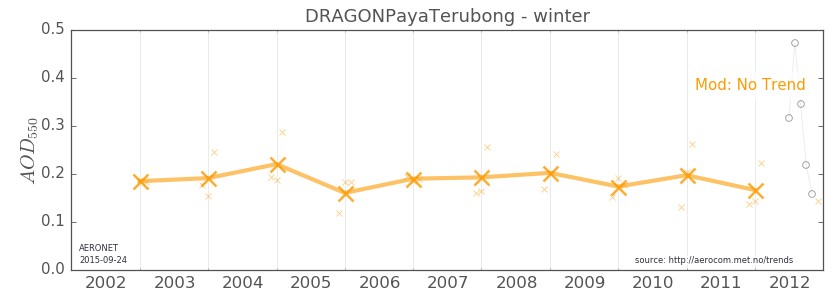 DRAGONPayaTerubong - winter
0.5
0.4
0.3
0.2
0.1
0.0
AOD550
Mod: No Trend
AERONET
2015-09-24
source: http://aerocom.met.no/trends
2002 2003 2004 2005 2006 2007 2008 2009 2010 2011 2012